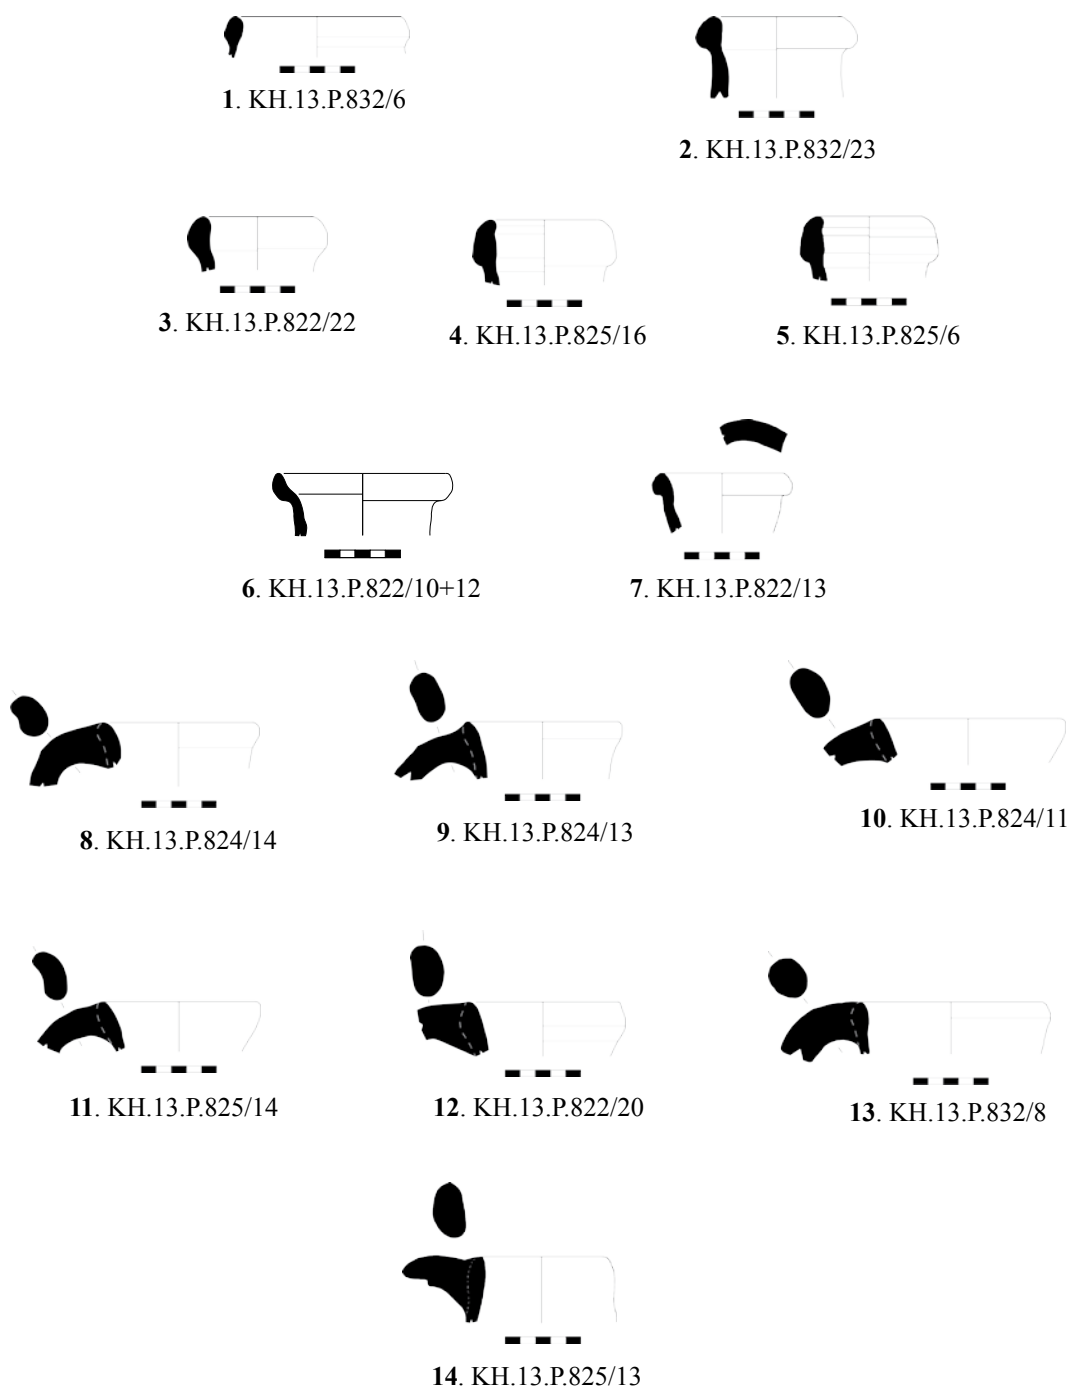 1. KH.13.P.832/6
2. KH.13.P.832/23
3. KH.13.P.822/22
4. KH.13.P.825/16
5. KH.13.P.825/6
6. KH.13.P.822/10+12
7. KH.13.P.822/13
8. KH.13.P.824/14
9. KH.13.P.824/13
10. KH.13.P.824/11
11. KH.13.P.825/14
12. KH.13.P.822/20
13. KH.13.P.832/8
14. KH.13.P.825/13